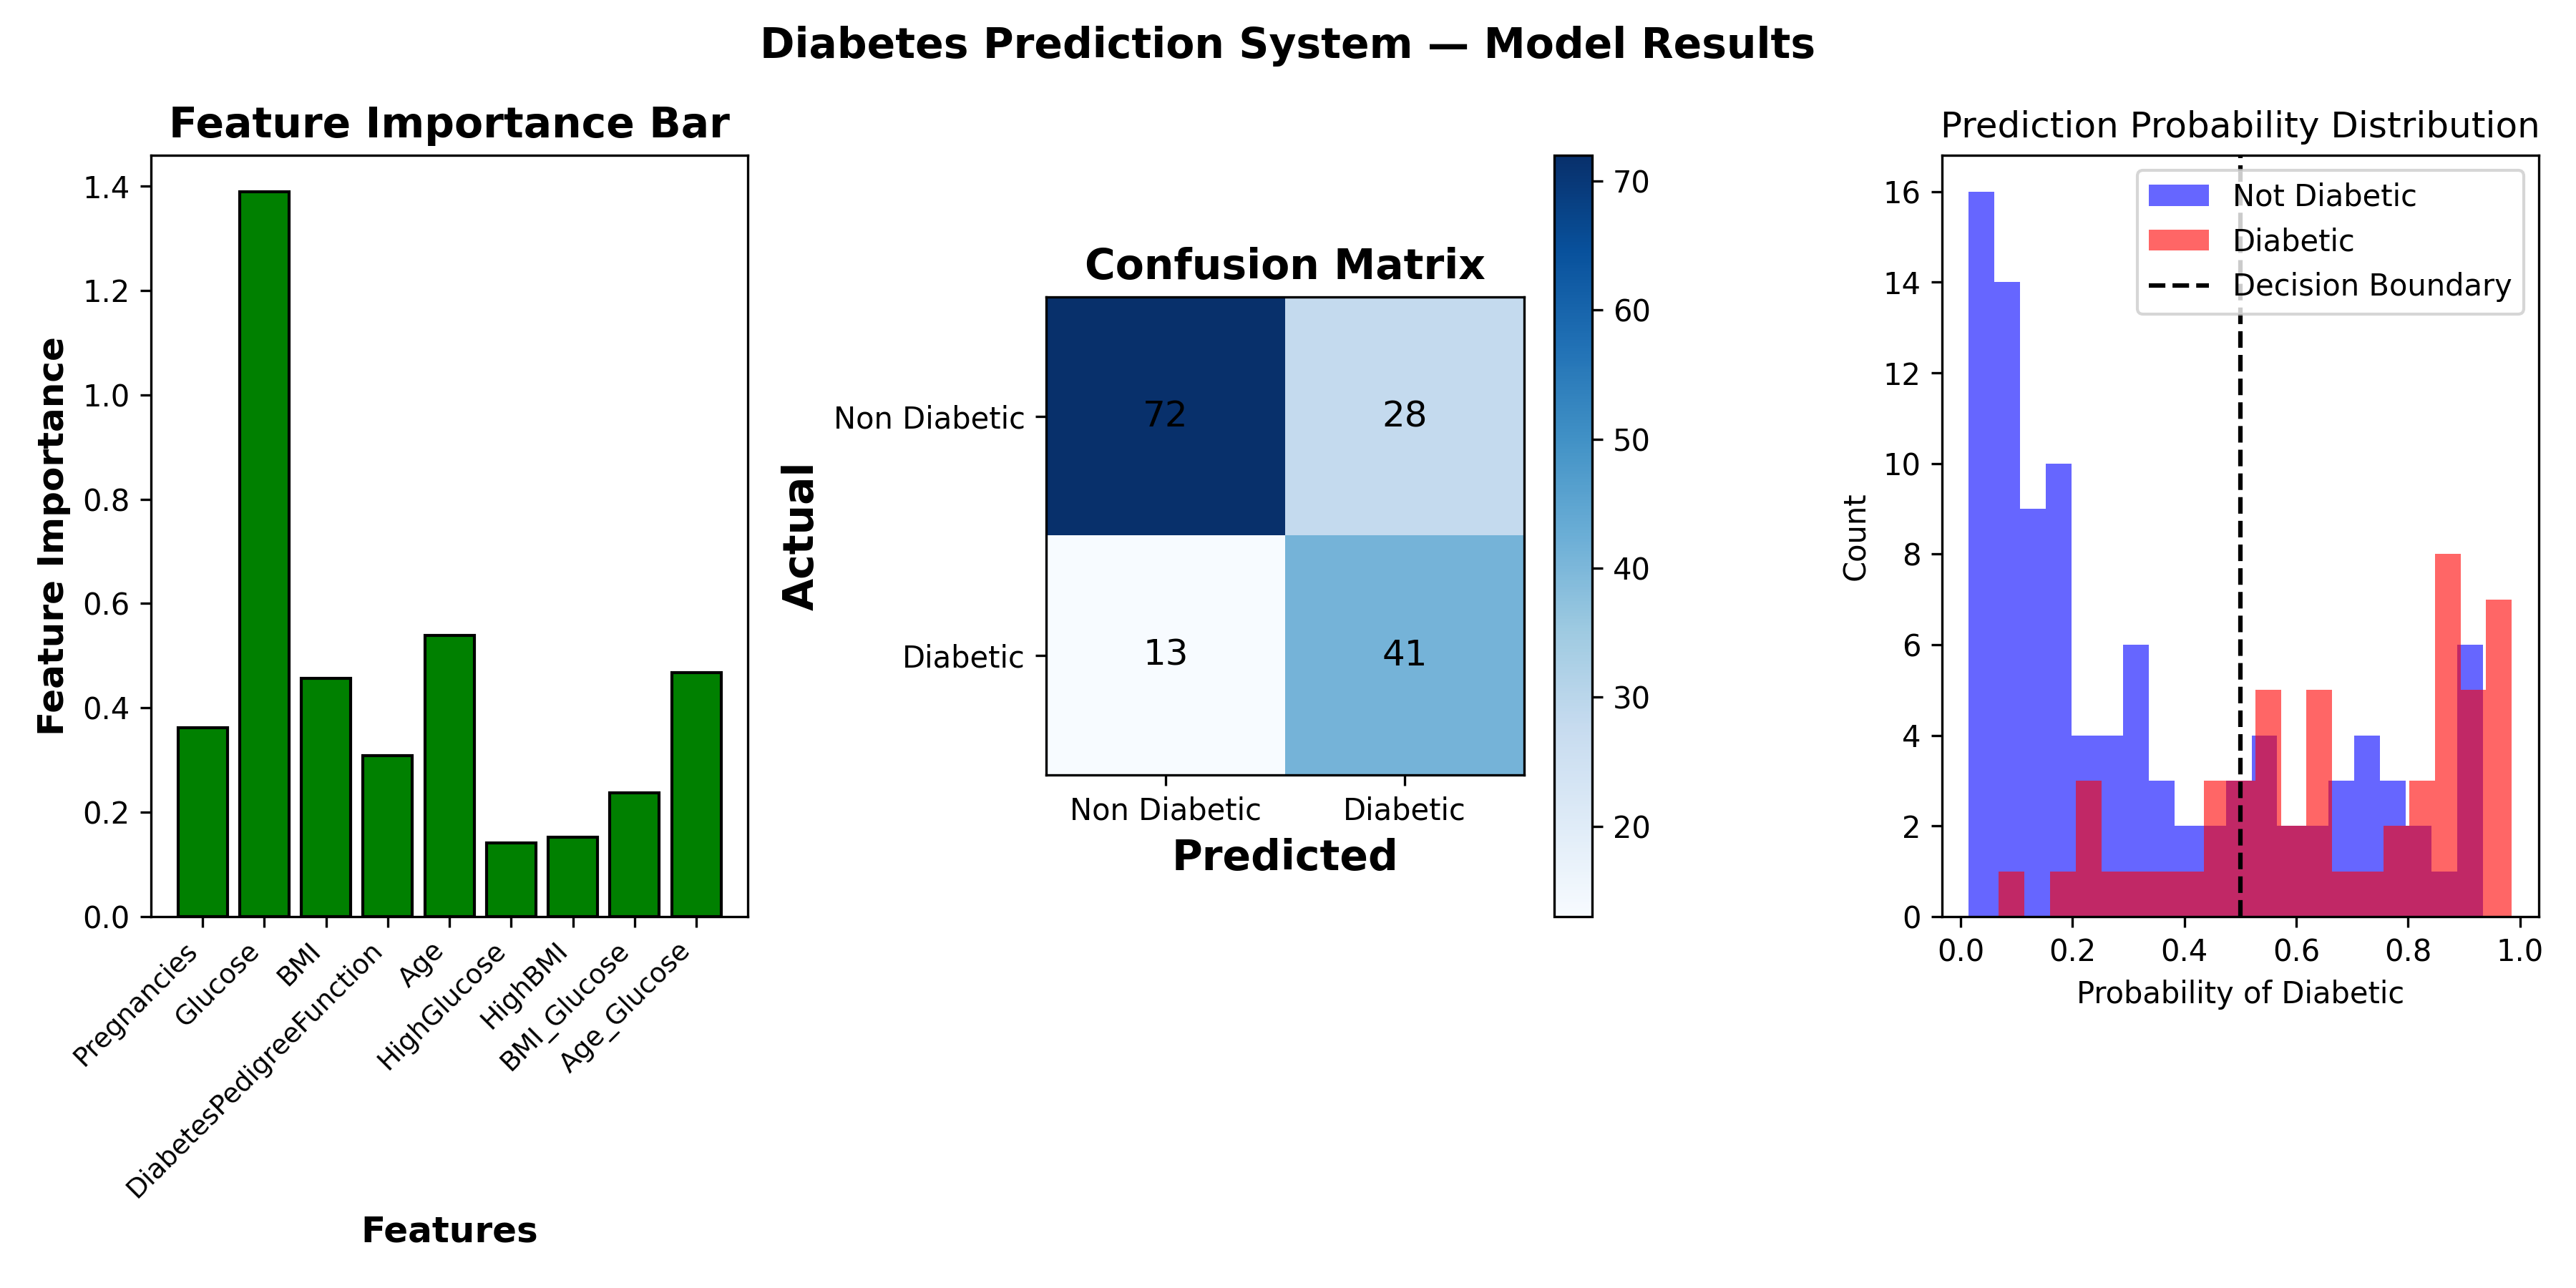 Diabetes Prediction System — Model Results
Feature Importance Bar
Feature Importance
1.4
1.2
1.0
0.8
0.6
0.4
0.2
0.0
Pregnancies
Glucose
BMI
DiabetesPedigreeFunction
Age
HighGlucose
HighBMI
BMI_Glucose
Age_Glucose
Features
Confusion Matrix
Actual
Non Diabetic
Diabetic
72
28
13
41
Non Diabetic
Diabetic
Predicted
70
60
50
40
30
20
Prediction Probability Distribution
Count
16
14
12
10
8
6
4
2
0
Not Diabetic
Diabetic
Decision Boundary
0.0
0.2
0.4
0.6
0.8
1.0
Probability of Diabetic